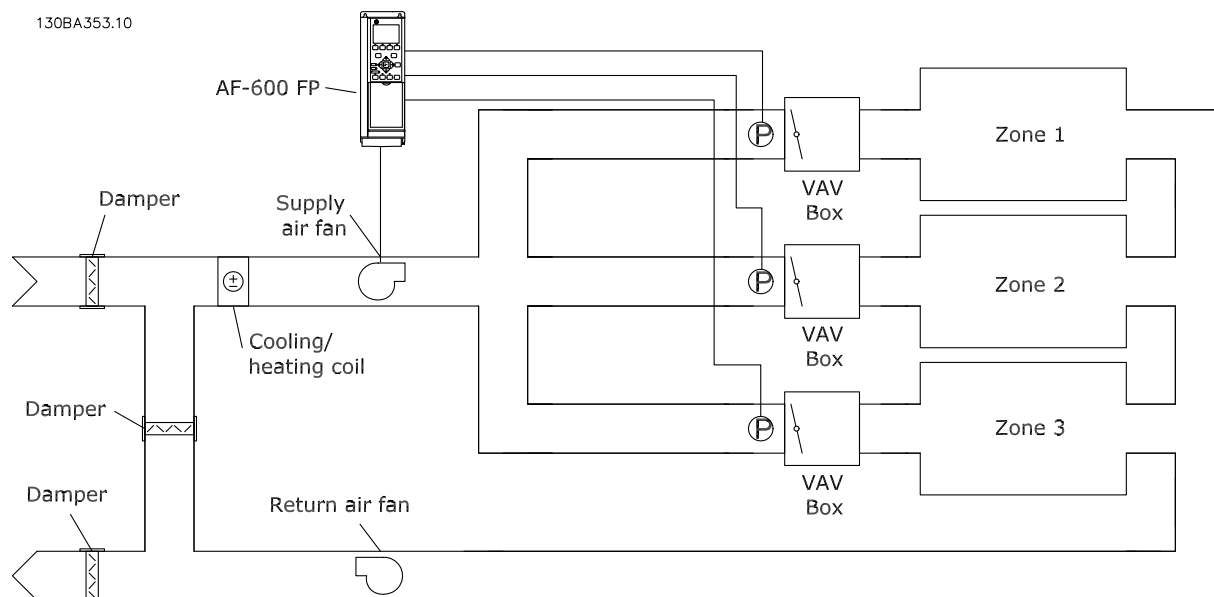 130BA353.10
AF-600 FP
Zone 1
VAV
Box
Damper
Supply
air fan
P
±
Zone 2
P
VAV
Box
Cooling/
heating coil
Damper
Zone 3
P
VAV
Box
Damper
Return air fan